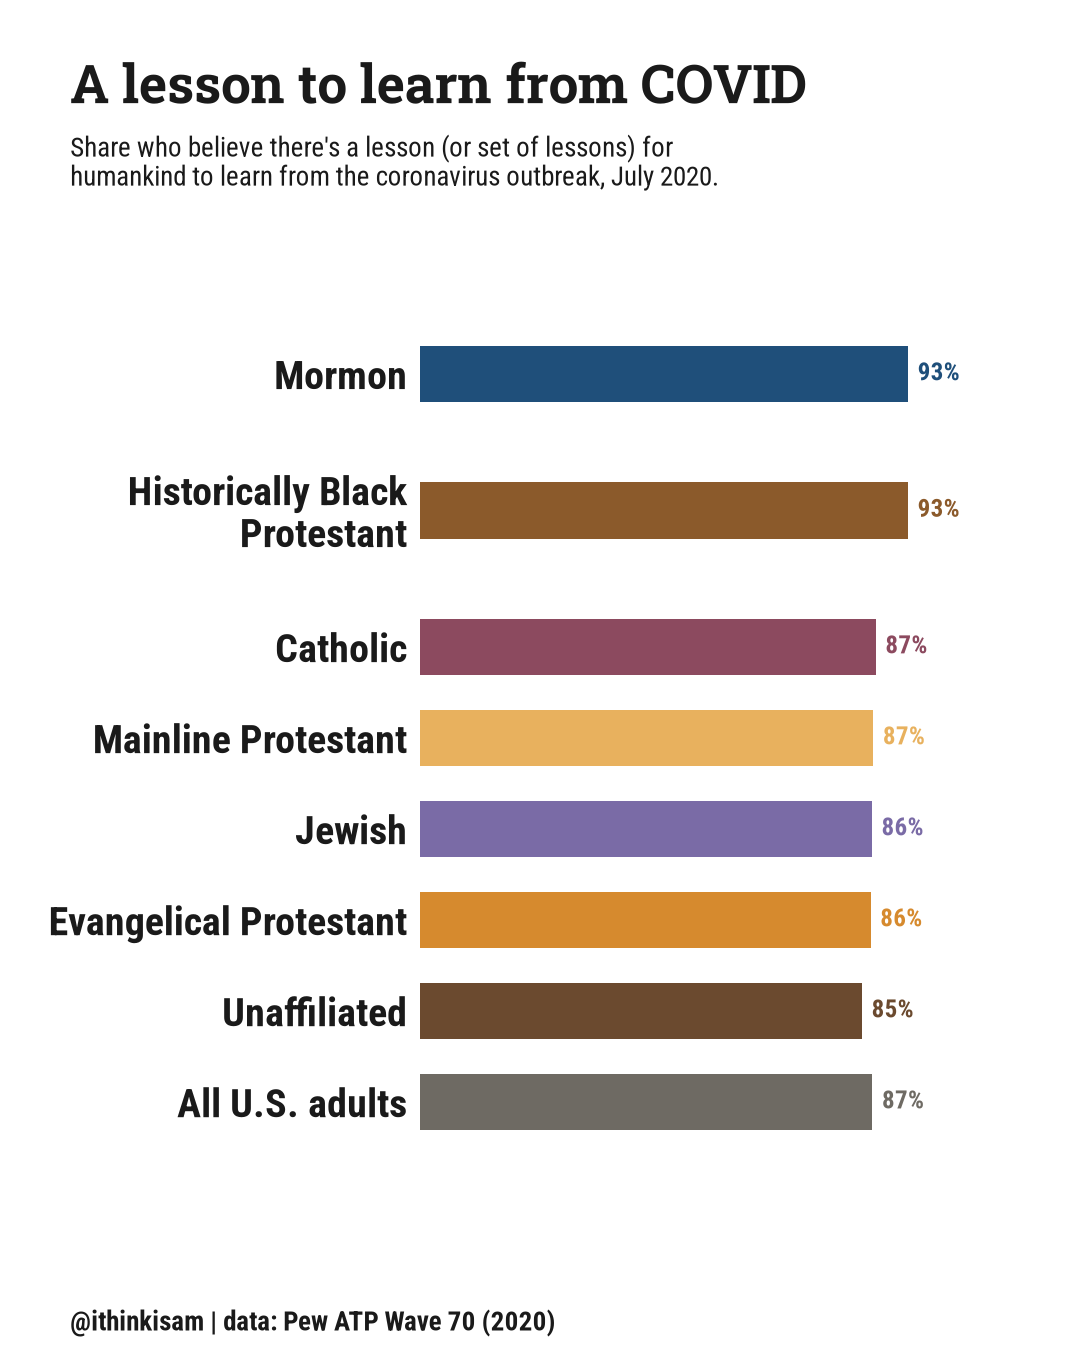 A lesson to learn from COVID
Share who believe there's a lesson (or set of lessons) for
humankind to learn from the coronavirus outbreak, July 2020.
Mormon 93%
Historically Black
Protestant 93%
Catholic 87%
Mainline Protestant 87%
Jewish 86%
Evangelical Protestant 86%
Unaffiliated 85%
All U.S. adults 87%
@ithinkisam | data: Pew ATP Wave 70 (2020)